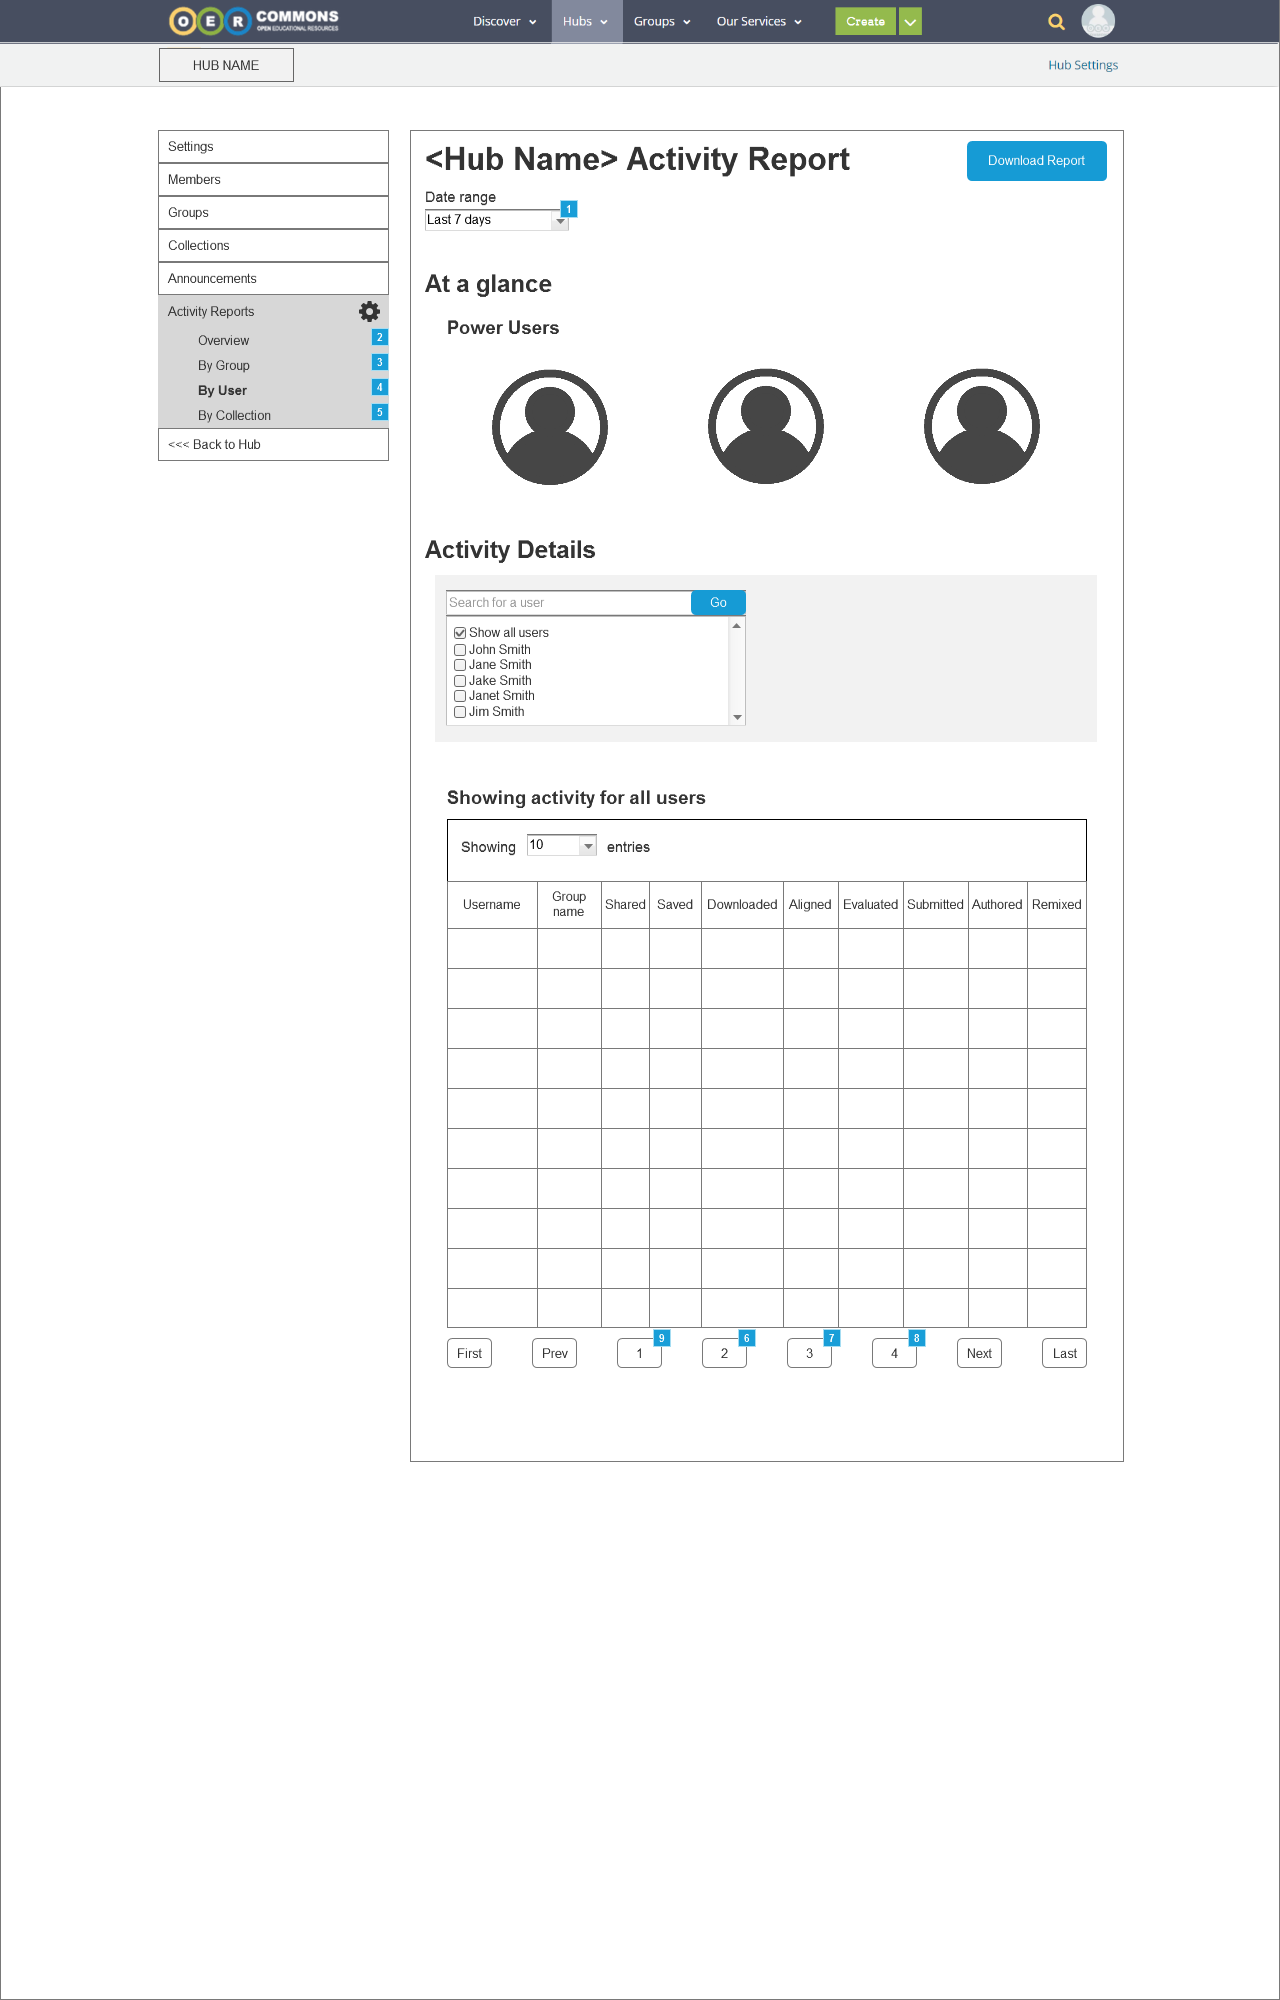 OER COMMONS
OPEN EDUCATIONAL RESOURCES
Discover
Hubs
Groups
Our Services
Create
HUB NAME
Hub Settings
Settings
Members
Groups
Collections
Announcements
Activity Reports
Overview 2
By Group 3
By User 4
By Collection 5
<<< Back to Hub
<Hub Name> Activity Report
Download Report
Date range
1
Last 7 days
At a glance
Power Users
Activity Details
Search for a user
Go
Show all users
John Smith
Jane Smith
Jake Smith
Janet Smith
Jim Smith
Showing activity for all users
Showing 10 entries
Username
Group name
Shared
Saved
Downloaded
Aligned
Evaluated
Submitted
Authored
Remixed
9 6 7 8
First Prev 1 2 3 4 Next Last